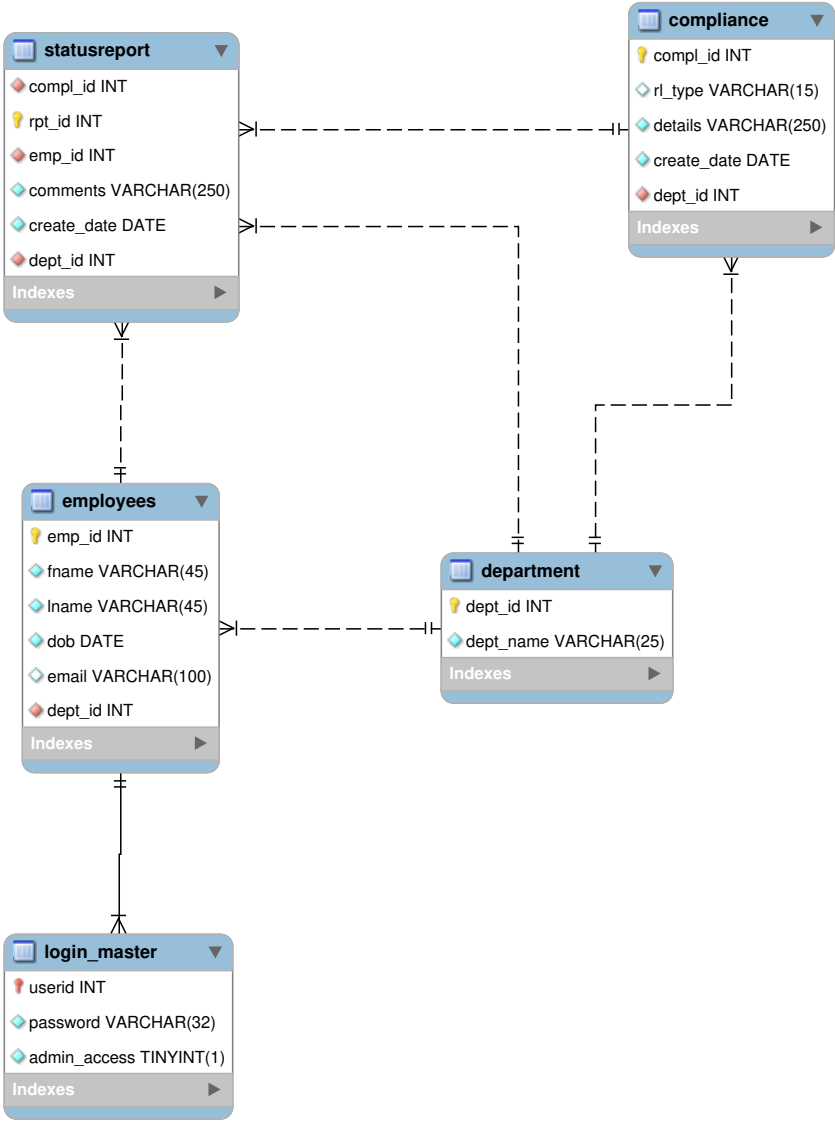 statusreport
compl_id INT
rpt_id INT
emp_id INT
comments VARCHAR(250)
create_date DATE
dept_id INT
Indexes
compliance
compl_id INT
rl_type VARCHAR(15)
details VARCHAR(250)
create_date DATE
dept_id INT
Indexes
employees
emp_id INT
fname VARCHAR(45)
lname VARCHAR(45)
dob DATE
email VARCHAR(100)
dept_id INT
Indexes
department
dept_id INT
dept_name VARCHAR(25)
Indexes
login_master
userid INT
password VARCHAR(32)
admin_access TINYINT(1)
Indexes